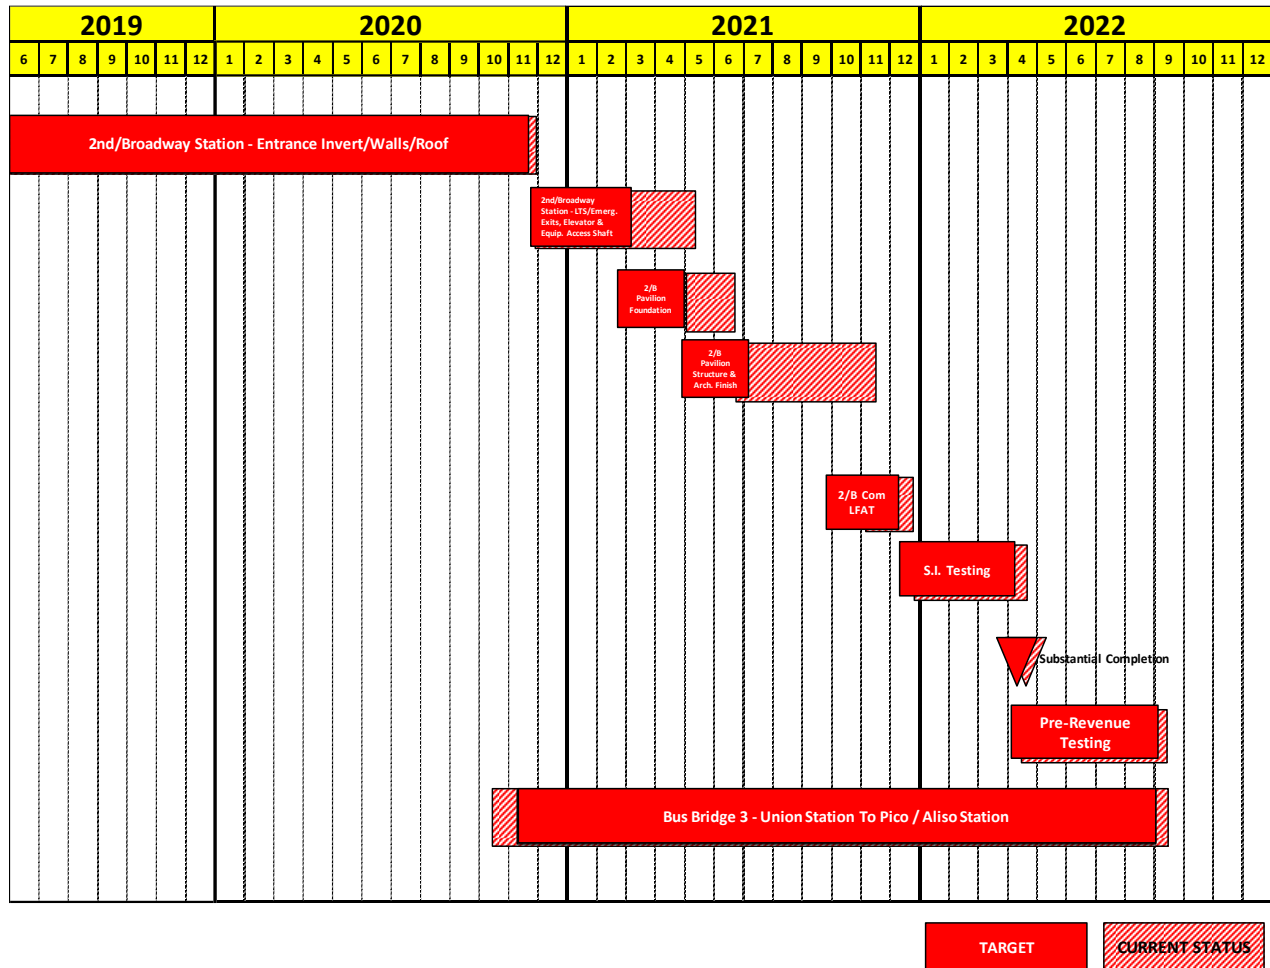 2019 2020 2021 2022
6 7 8 9 10 11 12 1 2 3 4 5 6 7 8 9 10 11 12 1 2 3 4 5 6 7 8 9 10 11 12 1 2 3 4 5 6 7 8 9 10 11 12
2nd/Broadway Station - Entrance Invert/Walls/Roof
2nd/Broadway
Station - LTS/Emerg.
Exits, Elevator &
Equip. Access Shaft
2/B
Pavilion
Foundation
2/B
Pavilion
Structure &
Arch. Finish
2/B Com
LFAT
S.I. Testing
Substantial Completion
Pre-Revenue
Testing
Bus Bridge 3 - Union Station To Pico / Aliso Station
TARGET
CURRENT STATUS